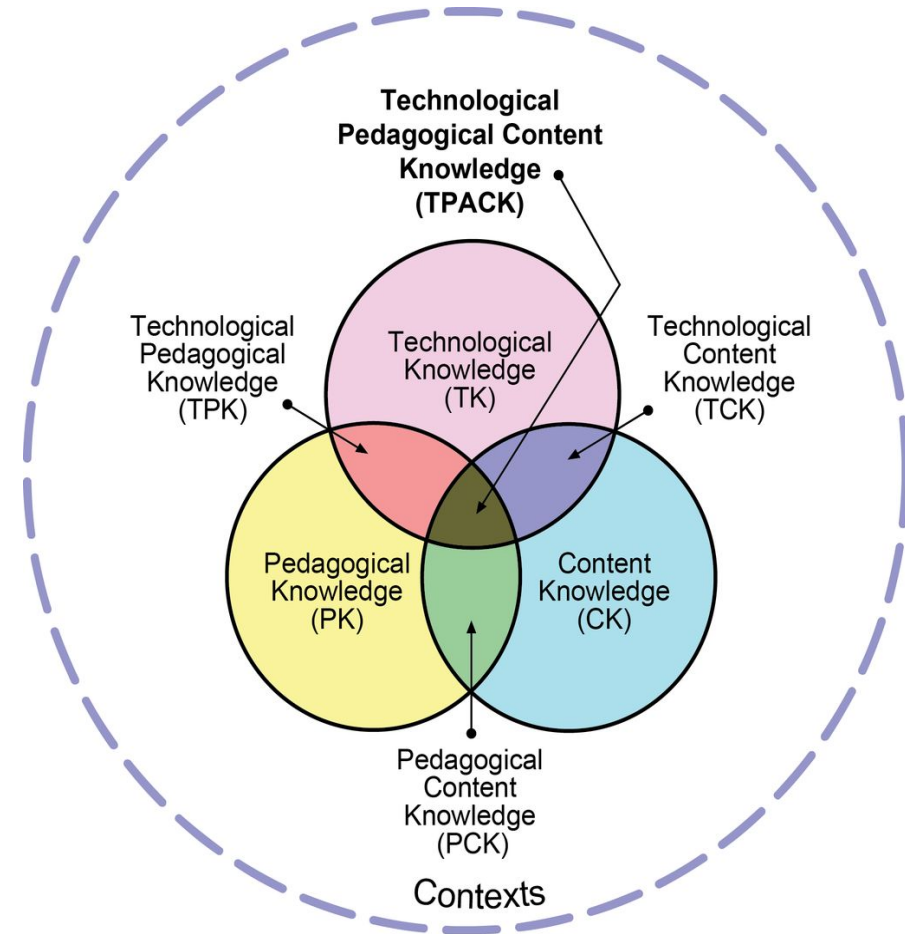 Technological
Pedagogical Content
Knowledge
(TPACK)
Technological
Pedagogical
Knowledge
(TPK)
Technological
Knowledge
(TK)
Technological
Content
Knowledge
(TCK)
Pedagogical
Knowledge
(PK)
Content
Knowledge
(CK)
Pedagogical
Content
Knowledge
(PCK)
Contexts